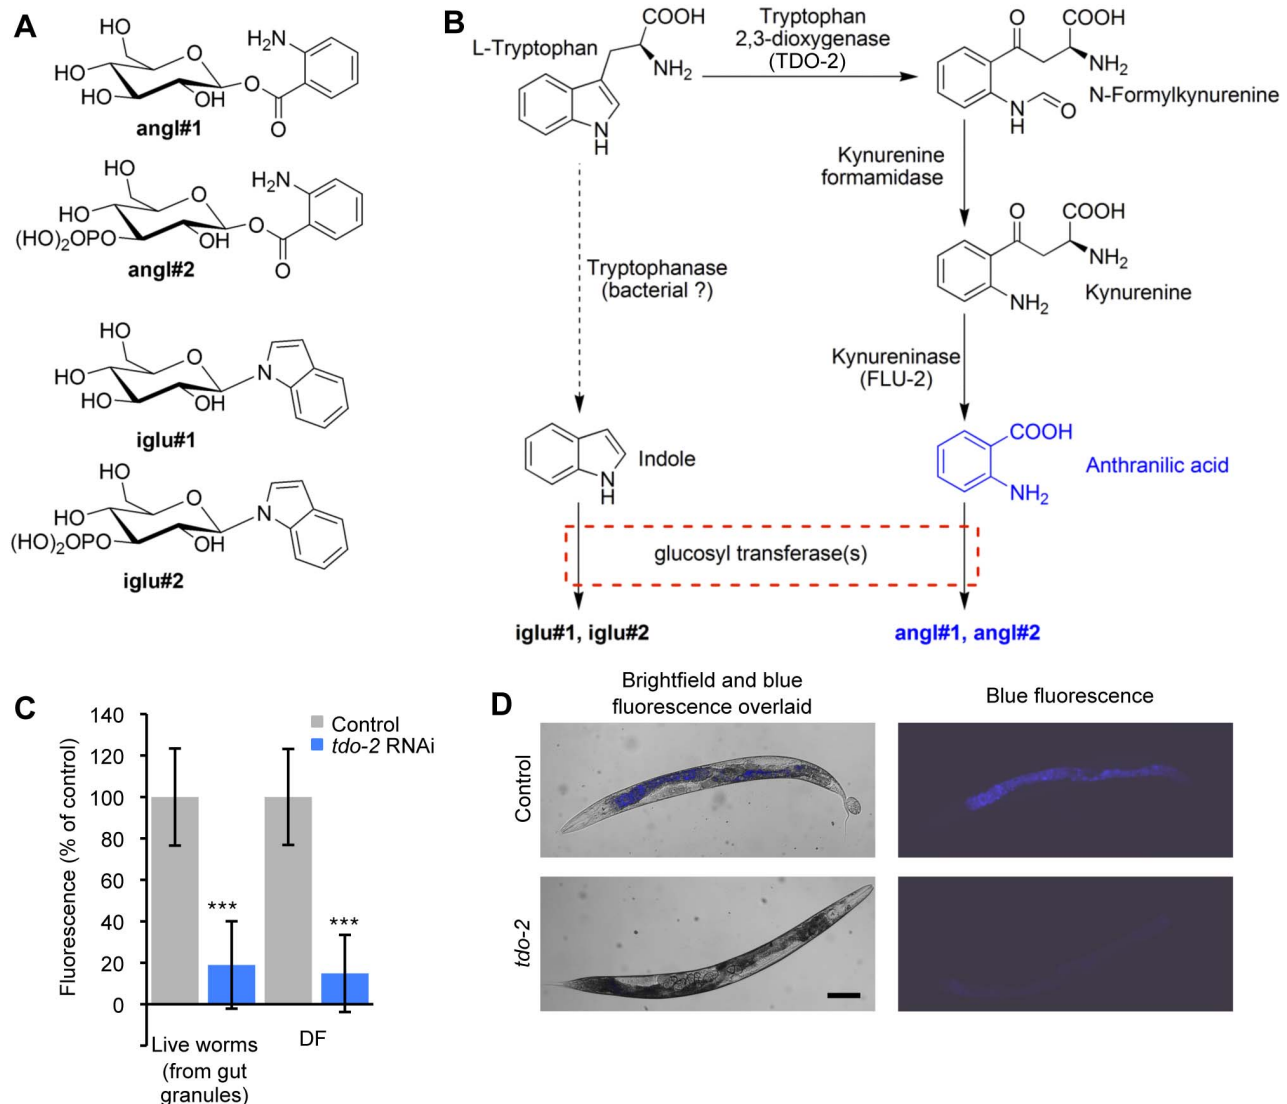 A
HO
HO
HO
HO
O
OH
O
O
H₂N
angl#1
HO
HO
(HO)₂OPO
O
OH
O
O
H₂N
angl#2
HO
HO
HO
O
OH
N
iglu#1
HO
HO
(HO)₂OPO
O
OH
N
iglu#2
B
L-Tryptophan
COOH
NH₂
N
H
Tryptophan
2,3-dioxygenase
(TDO-2)
O
COOH
NH₂
N
H
O
N-Formylkynurenine
Kynurenine
formamidase
O
COOH
NH₂
NH₂
Kynurenine
Tryptophanase
(bacterial ?)
Kynureninase
(FLU-2)
N
H
Indole
COOH
NH₂
Anthranilic acid
glucosyl transferase(s)
iglu#1, iglu#2
angl#1, angl#2
C
Fluorescence (% of control)
140
120
100
80
60
40
20
0
Control
tdo-2 RNAi
***
***
Live worms
(from gut
granules)
DF
D
Brightfield and blue
fluorescence overlaid
Blue fluorescence
Control
tdo-2